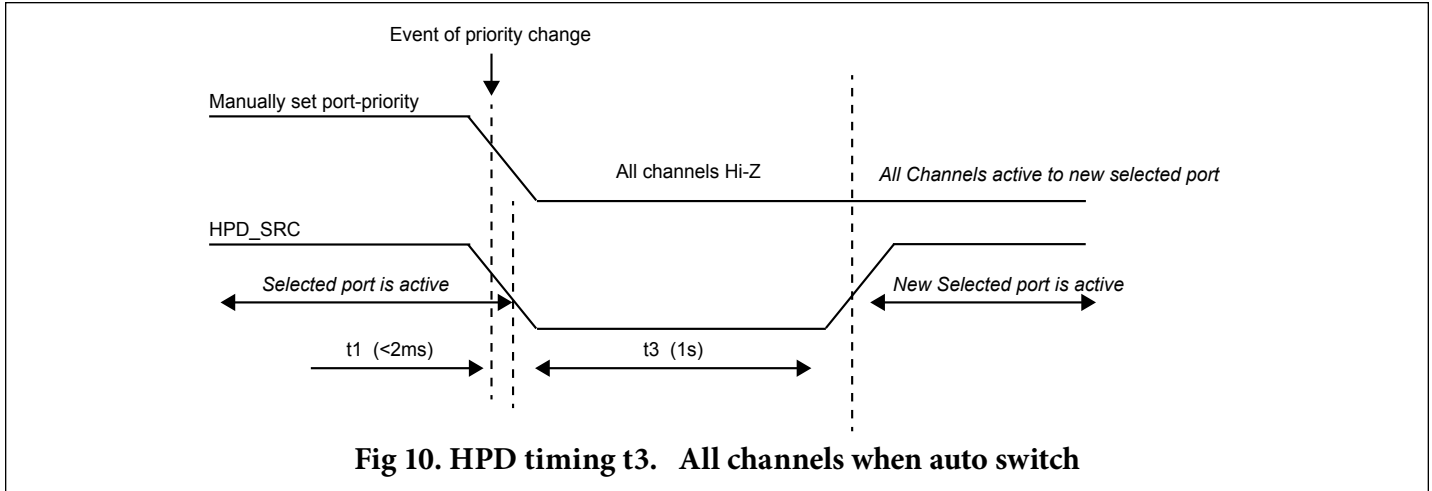 Event of priority change
Manually set port-priority
All channels Hi-Z
All Channels active to new selected port
HPD_SRC
Selected port is active
New Selected port is active
t1 (<2ms)
t3 (1s)
Fig 10. HPD timing t3. All channels when auto switch